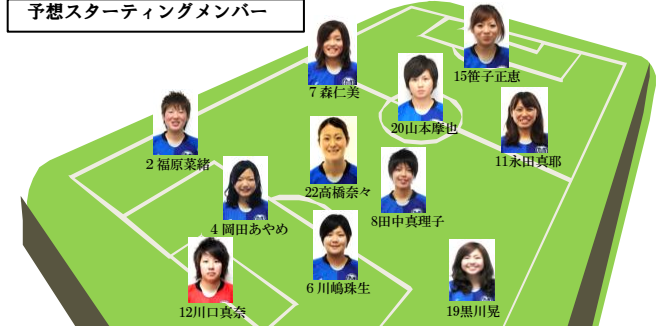 予想スターティングメンバー
15笹子正恵
7 森仁美
20山本摩也
11永田真耶
2 福原菜緒
22高橋奈々
8田中真理子
4 岡田あやめ
6 川嶋珠生
12川口真奈
19黒川晃